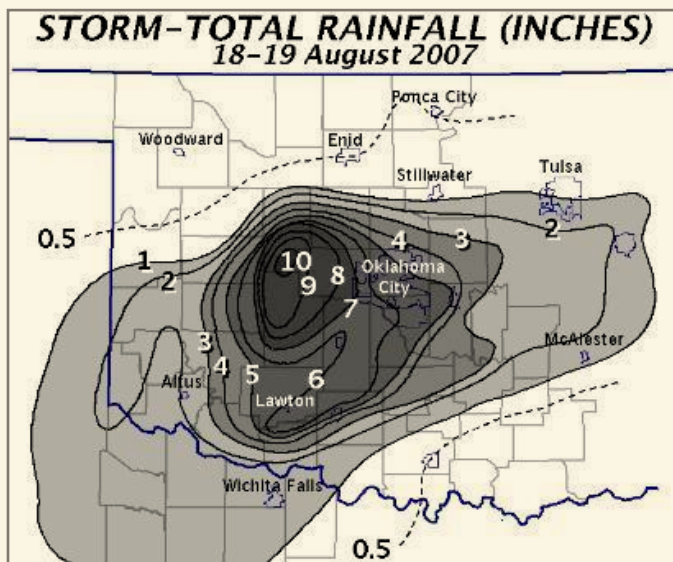 STORM-TOTAL RAINFALL (INCHES)
18-19 August 2007
Ponca City
Woodward
Enid
Stillwater
Tulsa
0.5
1
2
4
3
2
10
9
8
7
Oklahoma
City
3
4
5
6
Altus
Lawton
McAlester
Wichita Falls
0.5